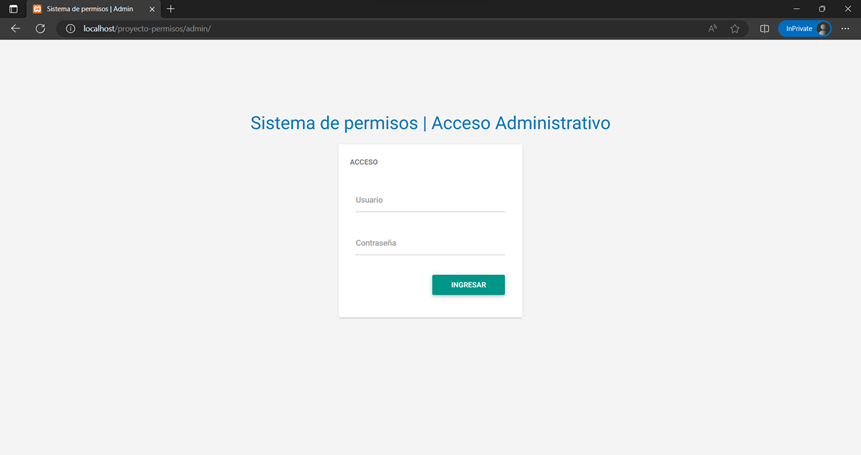 Sistema de permisos | Admin
localhost/proyecto-permisos/admin/
InPrivate
Sistema de permisos | Acceso Administrativo
ACCESO
Usuario
Contraseña
INGRESAR